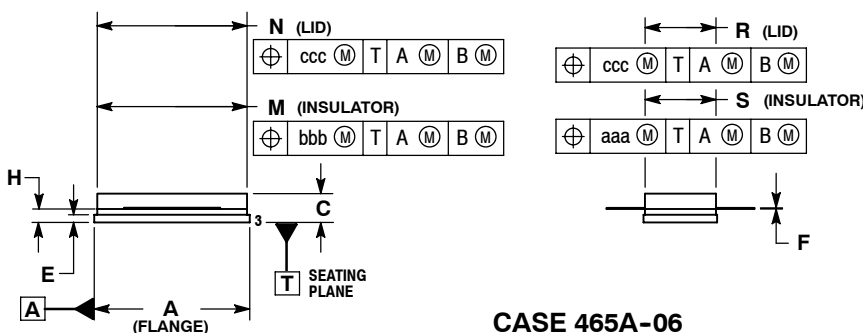 N (LID)
⌖ ccc Ⓜ T A Ⓜ B Ⓜ
R (LID)
⌖ ccc Ⓜ T A Ⓜ B Ⓜ
M (INSULATOR)
⌖ bbb Ⓜ T A Ⓜ B Ⓜ
S (INSULATOR)
⌖ aaa Ⓜ T A Ⓜ B Ⓜ
H
C
3
E
F
T SEATING
PLANE
A
A
(FLANGE)
CASE 465A-06